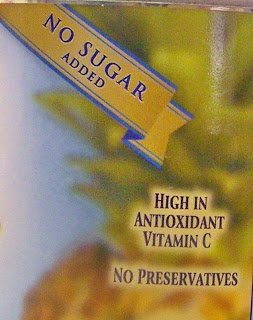 NO SUGAR
ADDED
HIGH IN
ANTIOXIDANT
VITAMIN C
NO PRESERVATIVES